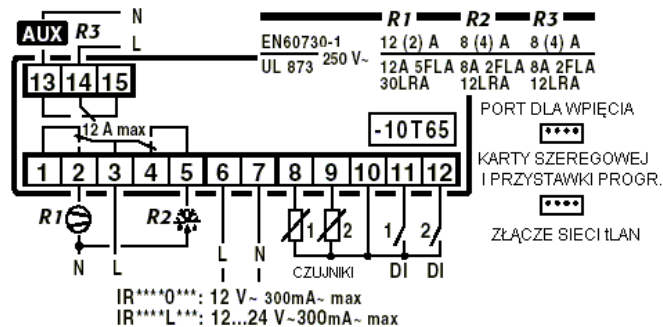 N
AUX R3
L
R1 R2 R3
EN60730-1 12 (2) A 8 (4) A 8 (4) A
UL 873 250 V~ 12A 5FLA 8A 2FLA 8A 2FLA
30LRA 12LRA 12LRA
13 14 15
12 A max
-10T65
PORT DLA WPIĘCIA
KARTY SZEREGOWEJ
I PRZYSTAWKI PROGR.
ZŁĄCZE SIECI tLAN
1 2 3 4 5 6 7 8 9 10 11 12
R1 R2 1 2 1 2
N L L N CZUJNIKI DI DI
IR****0***: 12 V~ 300mA~ max
IR****L***: 12...24 V~300mA~ max